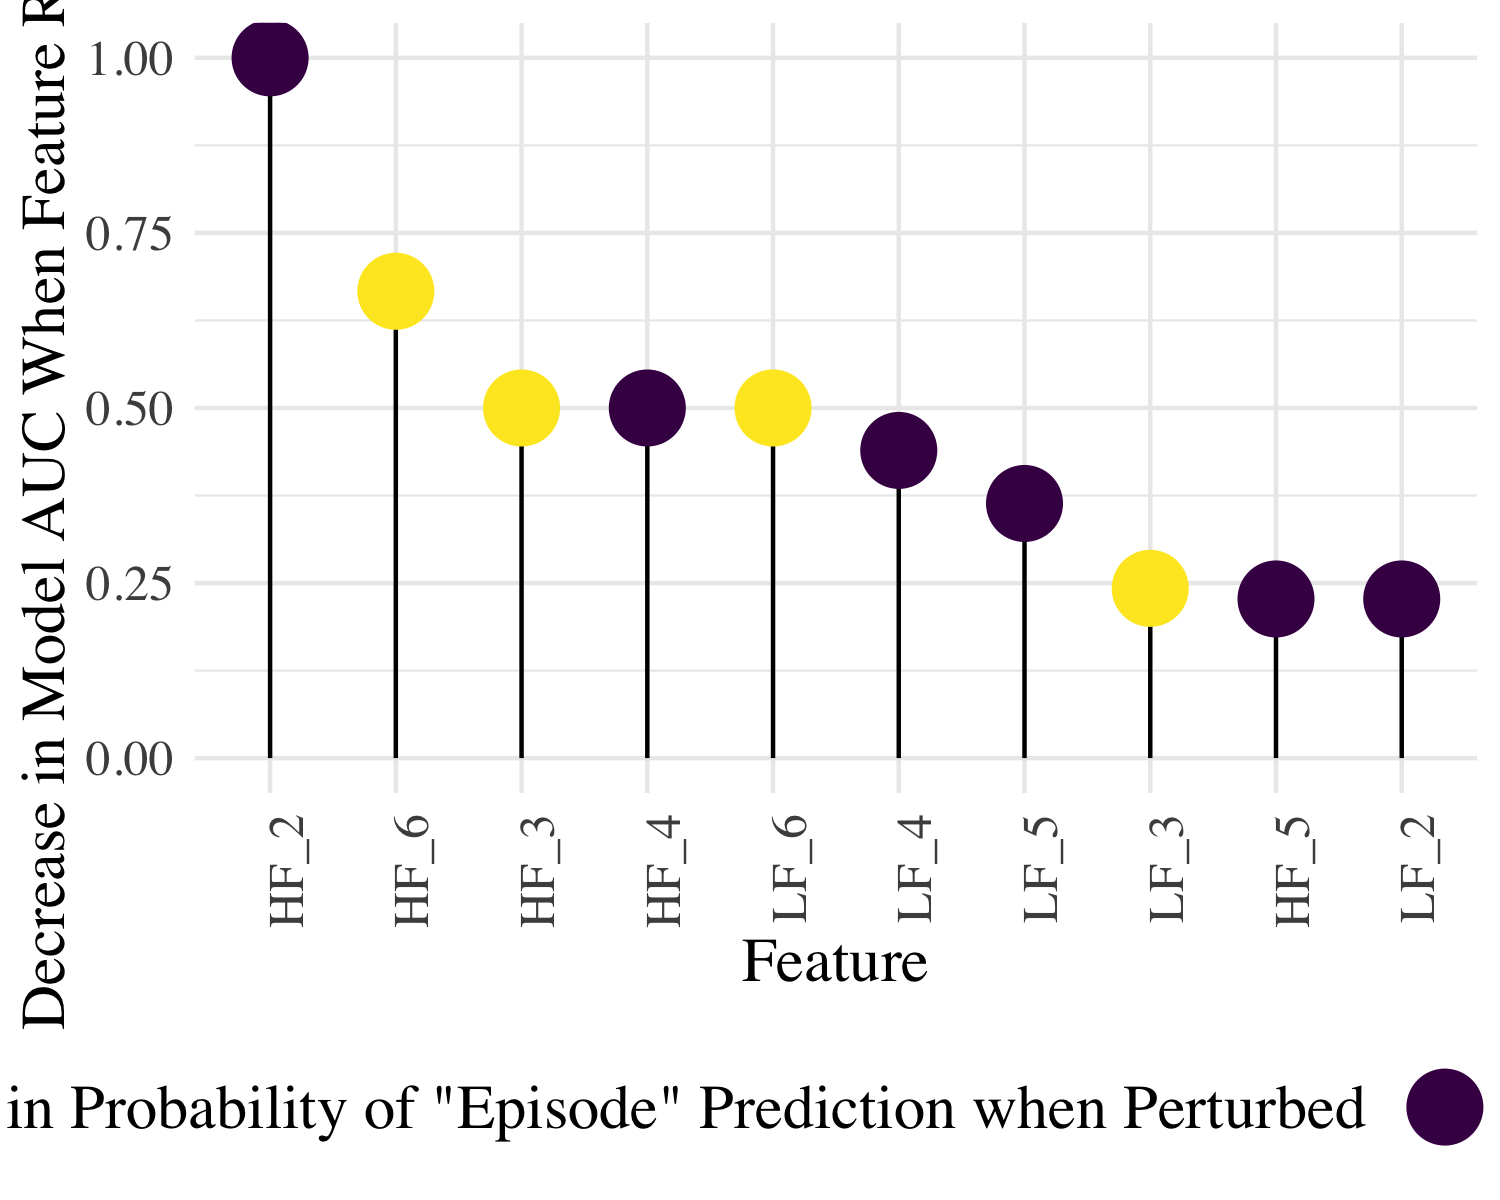 Decrease in Model AUC When Feature R
1.00
0.75
0.50
0.25
0.00
HF_2
HF_6
HF_3
HF_4
LF_6
LF_4
LF_5
LF_3
HF_5
LF_2
Feature
in Probability of "Episode" Prediction when Perturbed